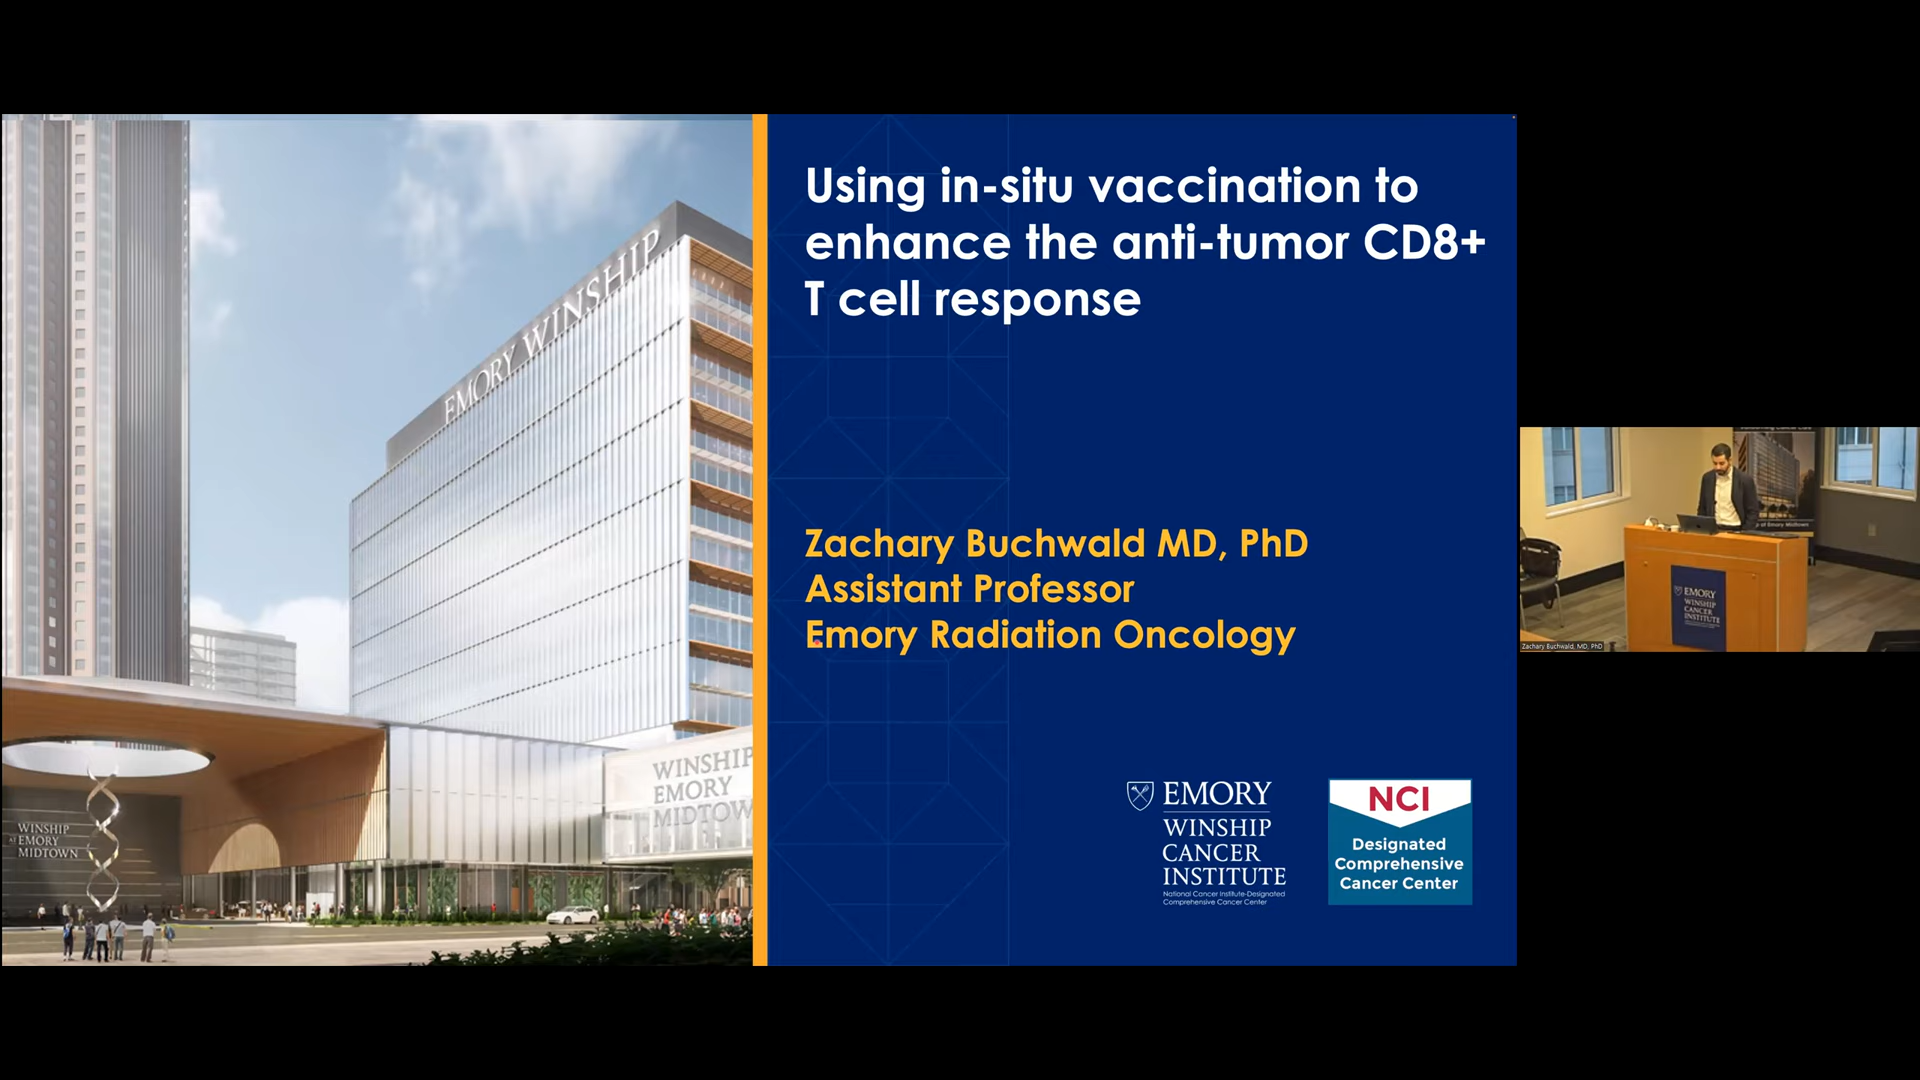 EMORY WINSHIP
WINSHIP
EMORY
MIDTOWN
WINSHIP
AT EMORY
MIDTOWN
Using in-situ vaccination to
enhance the anti-tumor CD8+
T cell response
Zachary Buchwald MD, PhD
Assistant Professor
Emory Radiation Oncology
EMORY
WINSHIP
CANCER
INSTITUTE
National Cancer Institute-Designated
Comprehensive Cancer Center
NCI
Designated
Comprehensive
Cancer Center
EMORY
WINSHIP
CANCER
INSTITUTE
Zachary Buchwald, MD, PhD